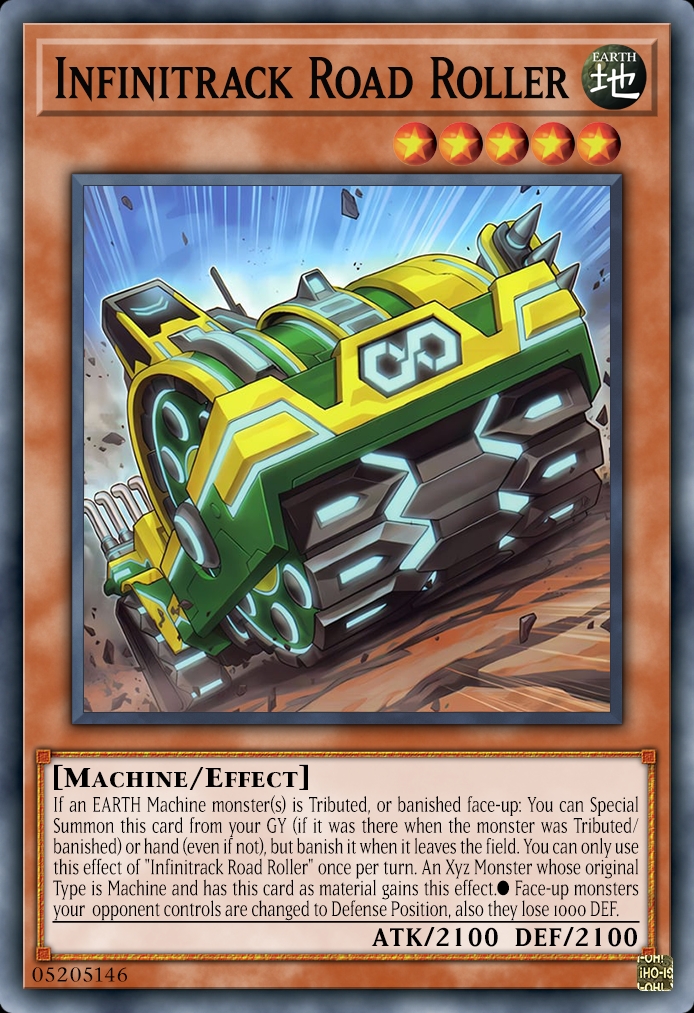 INFINITRACK ROAD ROLLER
EARTH
地
[MACHINE/EFFECT]
If an EARTH Machine monster(s) is Tributed, or banished face-up: You can Special
Summon this card from your GY (if it was there when the monster was Tributed/
banished) or hand (even if not), but banish it when it leaves the field. You can only use
this effect of "Infinitrack Road Roller" once per turn. An Xyz Monster whose original
Type is Machine and has this card as material gains this effect.● Face-up monsters
your opponent controls are changed to Defense Position, also they lose 1000 DEF.
ATK/2100 DEF/2100
05205146